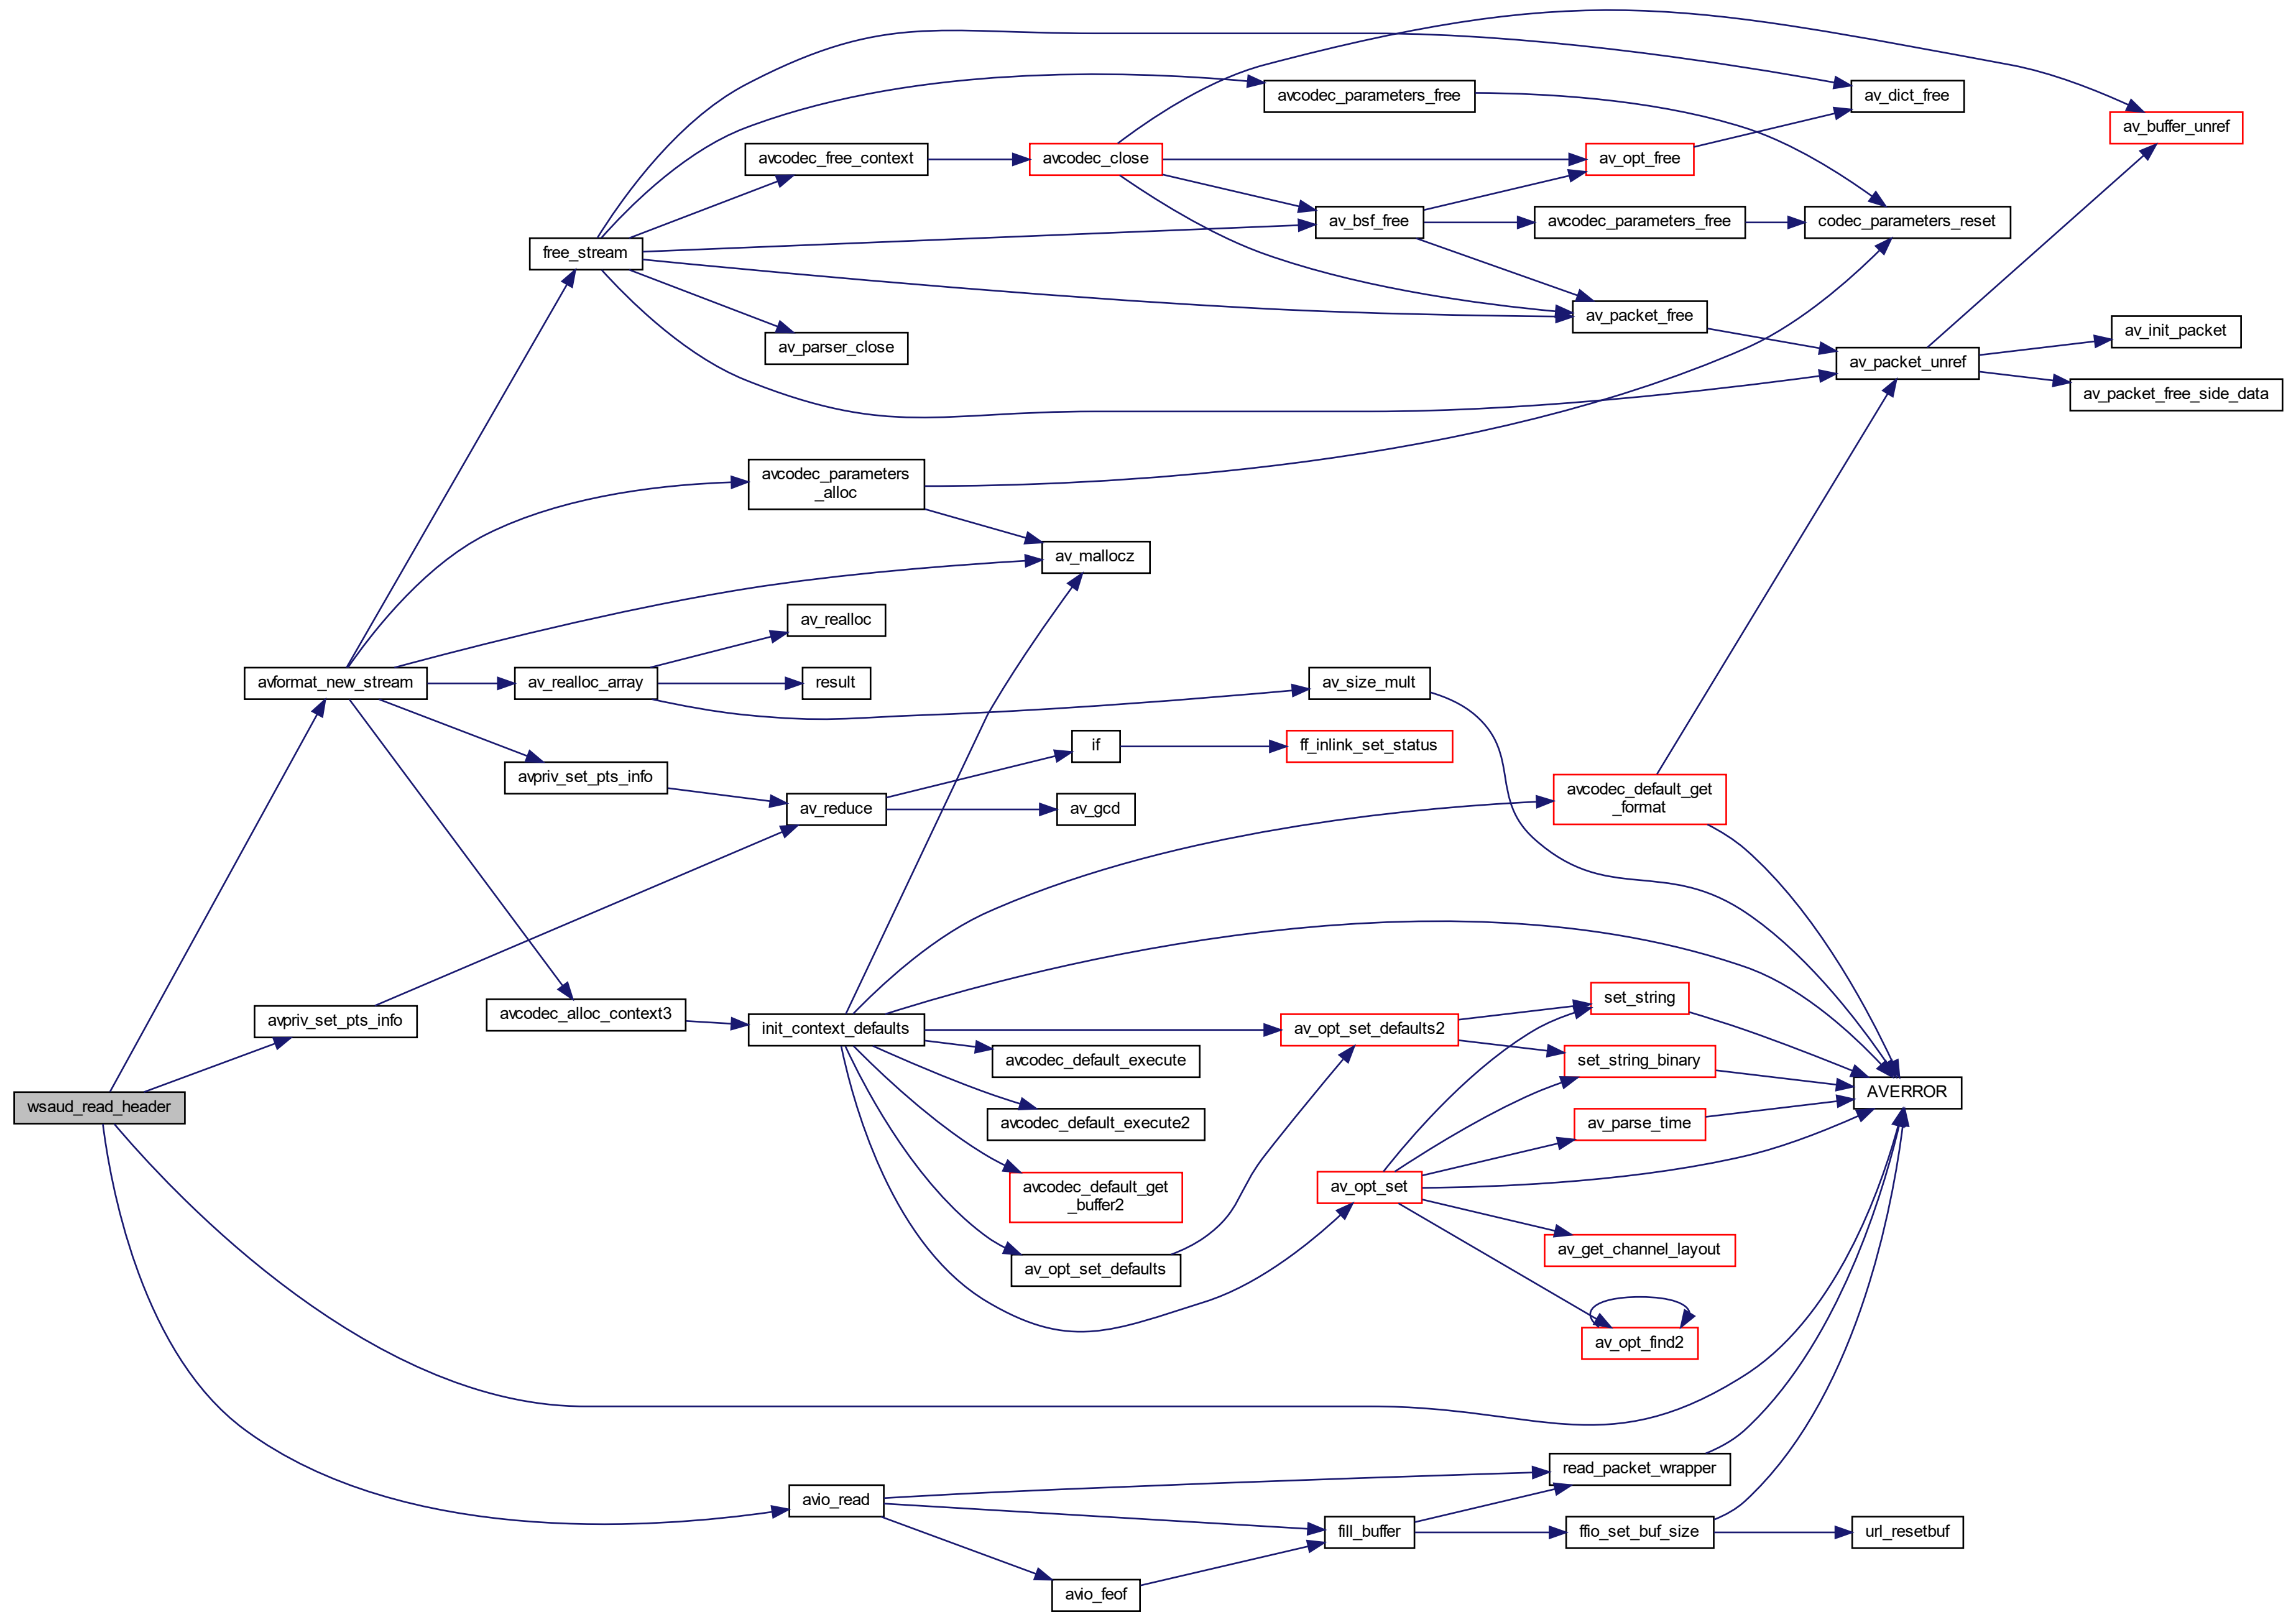 avcodec_parameters_free
av_dict_free
av_buffer_unref
avcodec_free_context
avcodec_close
av_opt_free
av_bsf_free
avcodec_parameters_free
codec_parameters_reset
free_stream
av_packet_free
av_init_packet
av_parser_close
av_packet_unref
av_packet_free_side_data
avcodec_parameters
_alloc
av_mallocz
av_realloc
avformat_new_stream
av_realloc_array
result
av_size_mult
if
ff_inlink_set_status
avpriv_set_pts_info
av_reduce
av_gcd
avcodec_default_get
_format
set_string
avpriv_set_pts_info
avcodec_alloc_context3
init_context_defaults
av_opt_set_defaults2
avcodec_default_execute
set_string_binary
AVERROR
wsaud_read_header
avcodec_default_execute2
av_parse_time
avcodec_default_get
_buffer2
av_opt_set
av_get_channel_layout
av_opt_set_defaults
av_opt_find2
read_packet_wrapper
avio_read
fill_buffer
ffio_set_buf_size
url_resetbuf
avio_feof